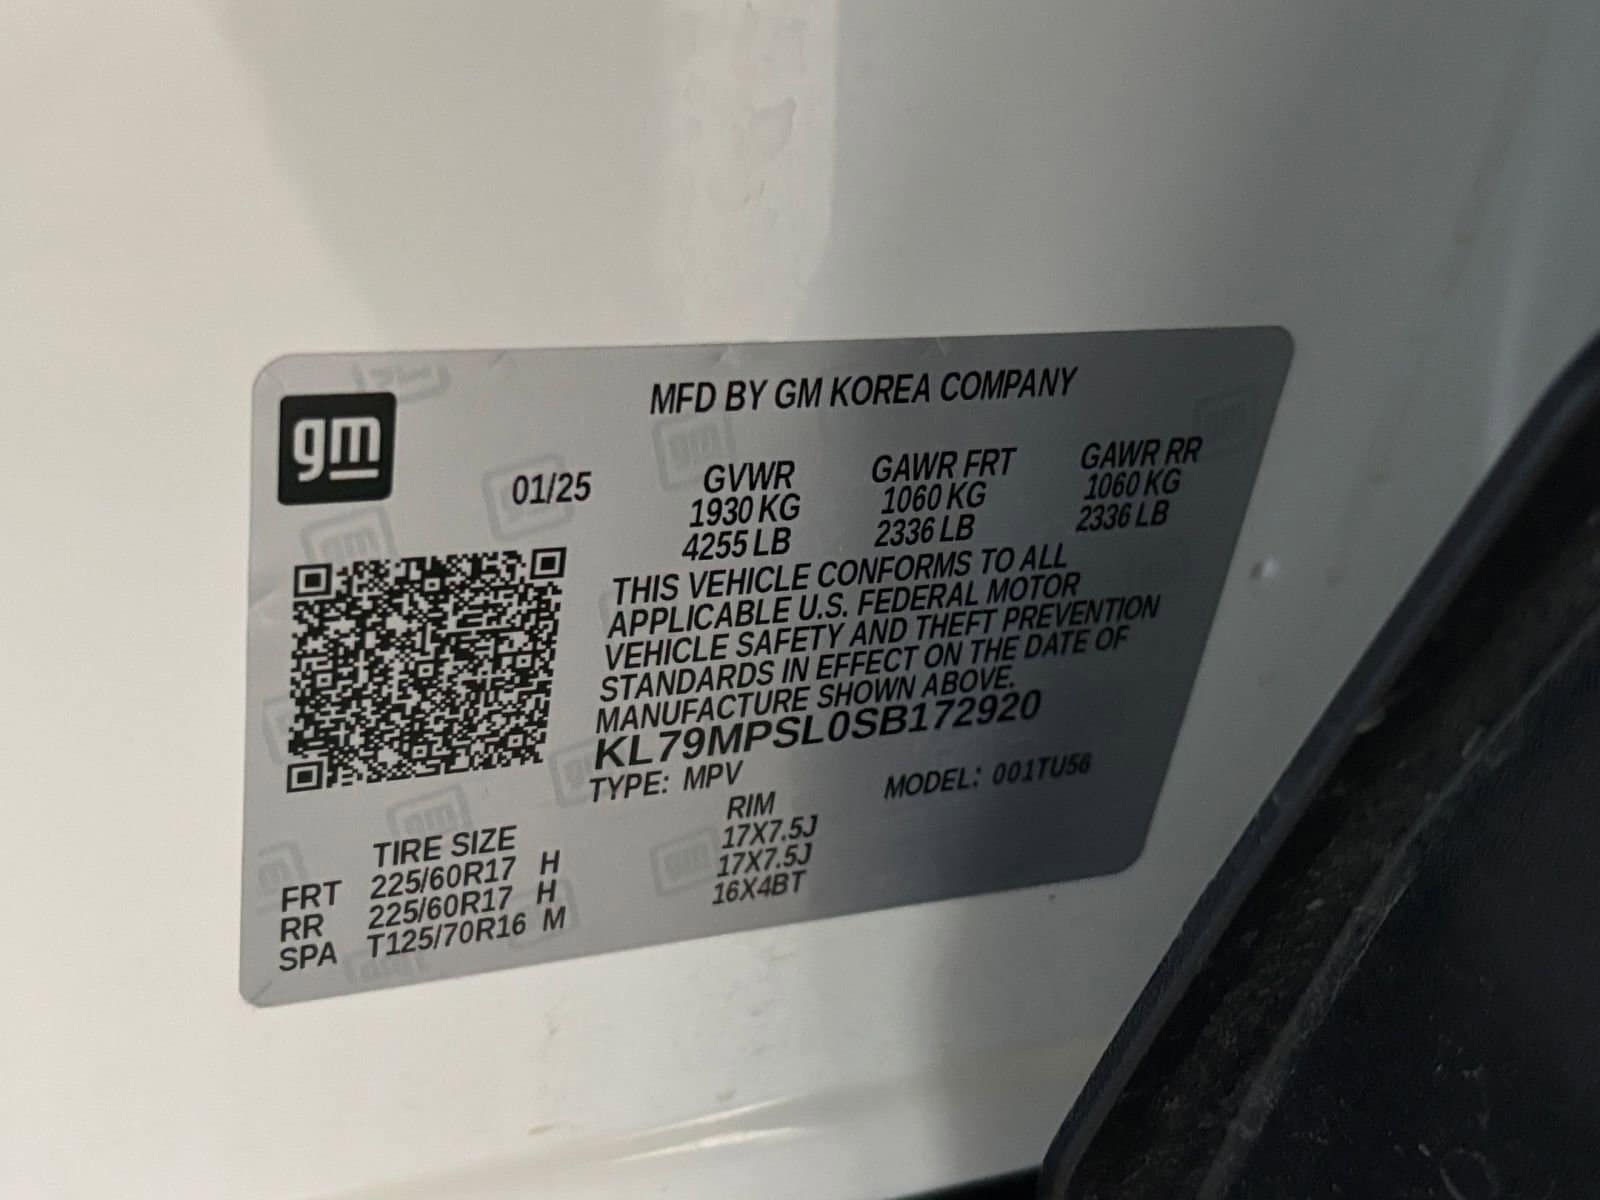 gm
MFD BY GM KOREA COMPANY
01/25
GVWR GAWR FRT GAWR RR
1930 KG 1060 KG 1060 KG
4255 LB 2336 LB 2336 LB
THIS VEHICLE CONFORMS TO ALL
APPLICABLE U.S. FEDERAL MOTOR
VEHICLE SAFETY AND THEFT PREVENTION
STANDARDS IN EFFECT ON THE DATE OF
MANUFACTURE SHOWN ABOVE.
KL79MPSL0SB172920
TYPE: MPV MODEL: 001TU56
TIRE SIZE RIM
FRT 225/60R17 H 17X7.5J
RR 225/60R17 H 17X7.5J
SPA T125/70R16 M 16X4BT